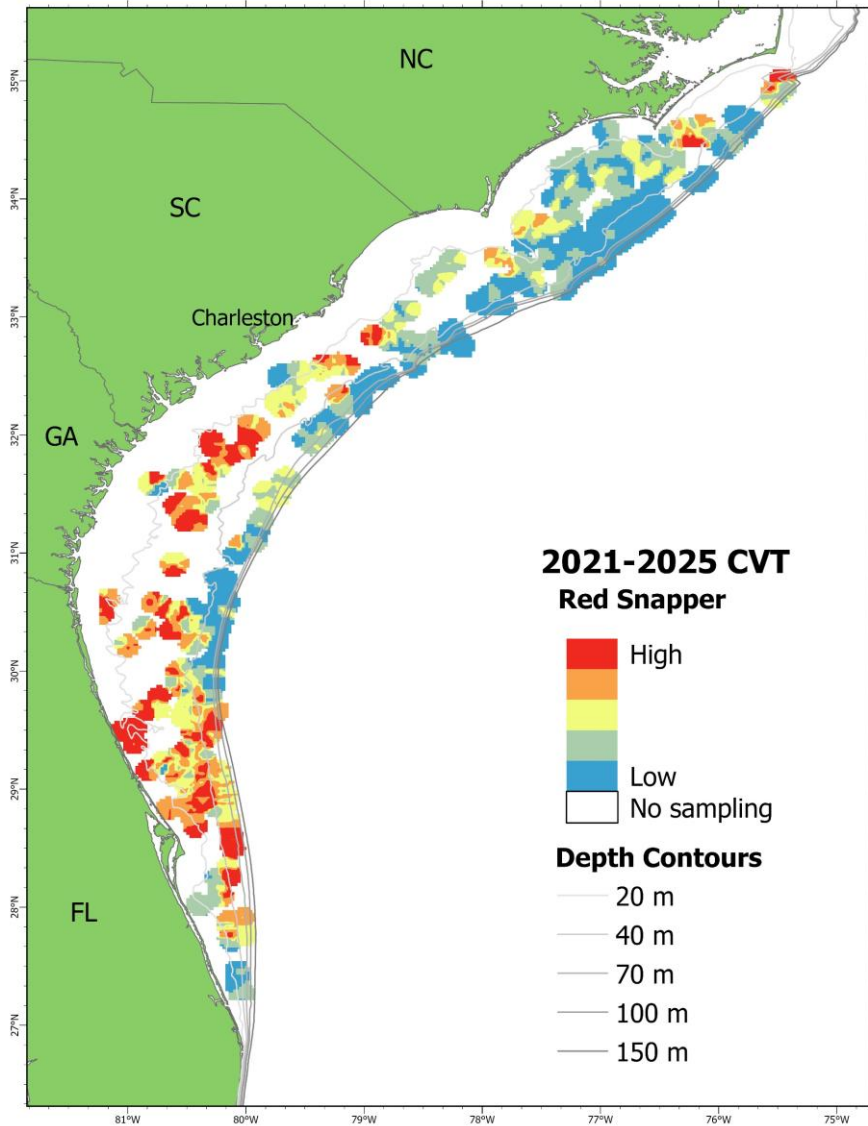 NC
SC
Charleston
GA
FL
2021-2025 CVT
Red Snapper
High
Low
No sampling
Depth Contours
20 m
40 m
70 m
100 m
150 m
35°N
34°N
33°N
32°N
31°N
30°N
29°N
28°N
27°N
81°W
80°W
79°W
78°W
77°W
76°W
75°W